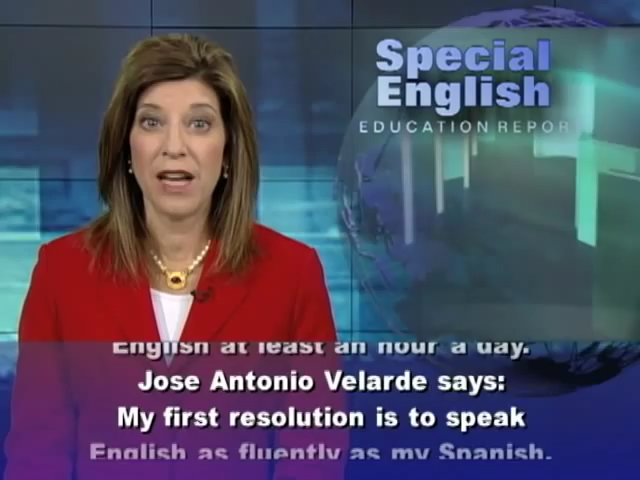 Special
English
EDUCATION REPORT
English at least an hour a day.
Jose Antonio Velarde says:
My first resolution is to speak
English as fluently as my Spanish.